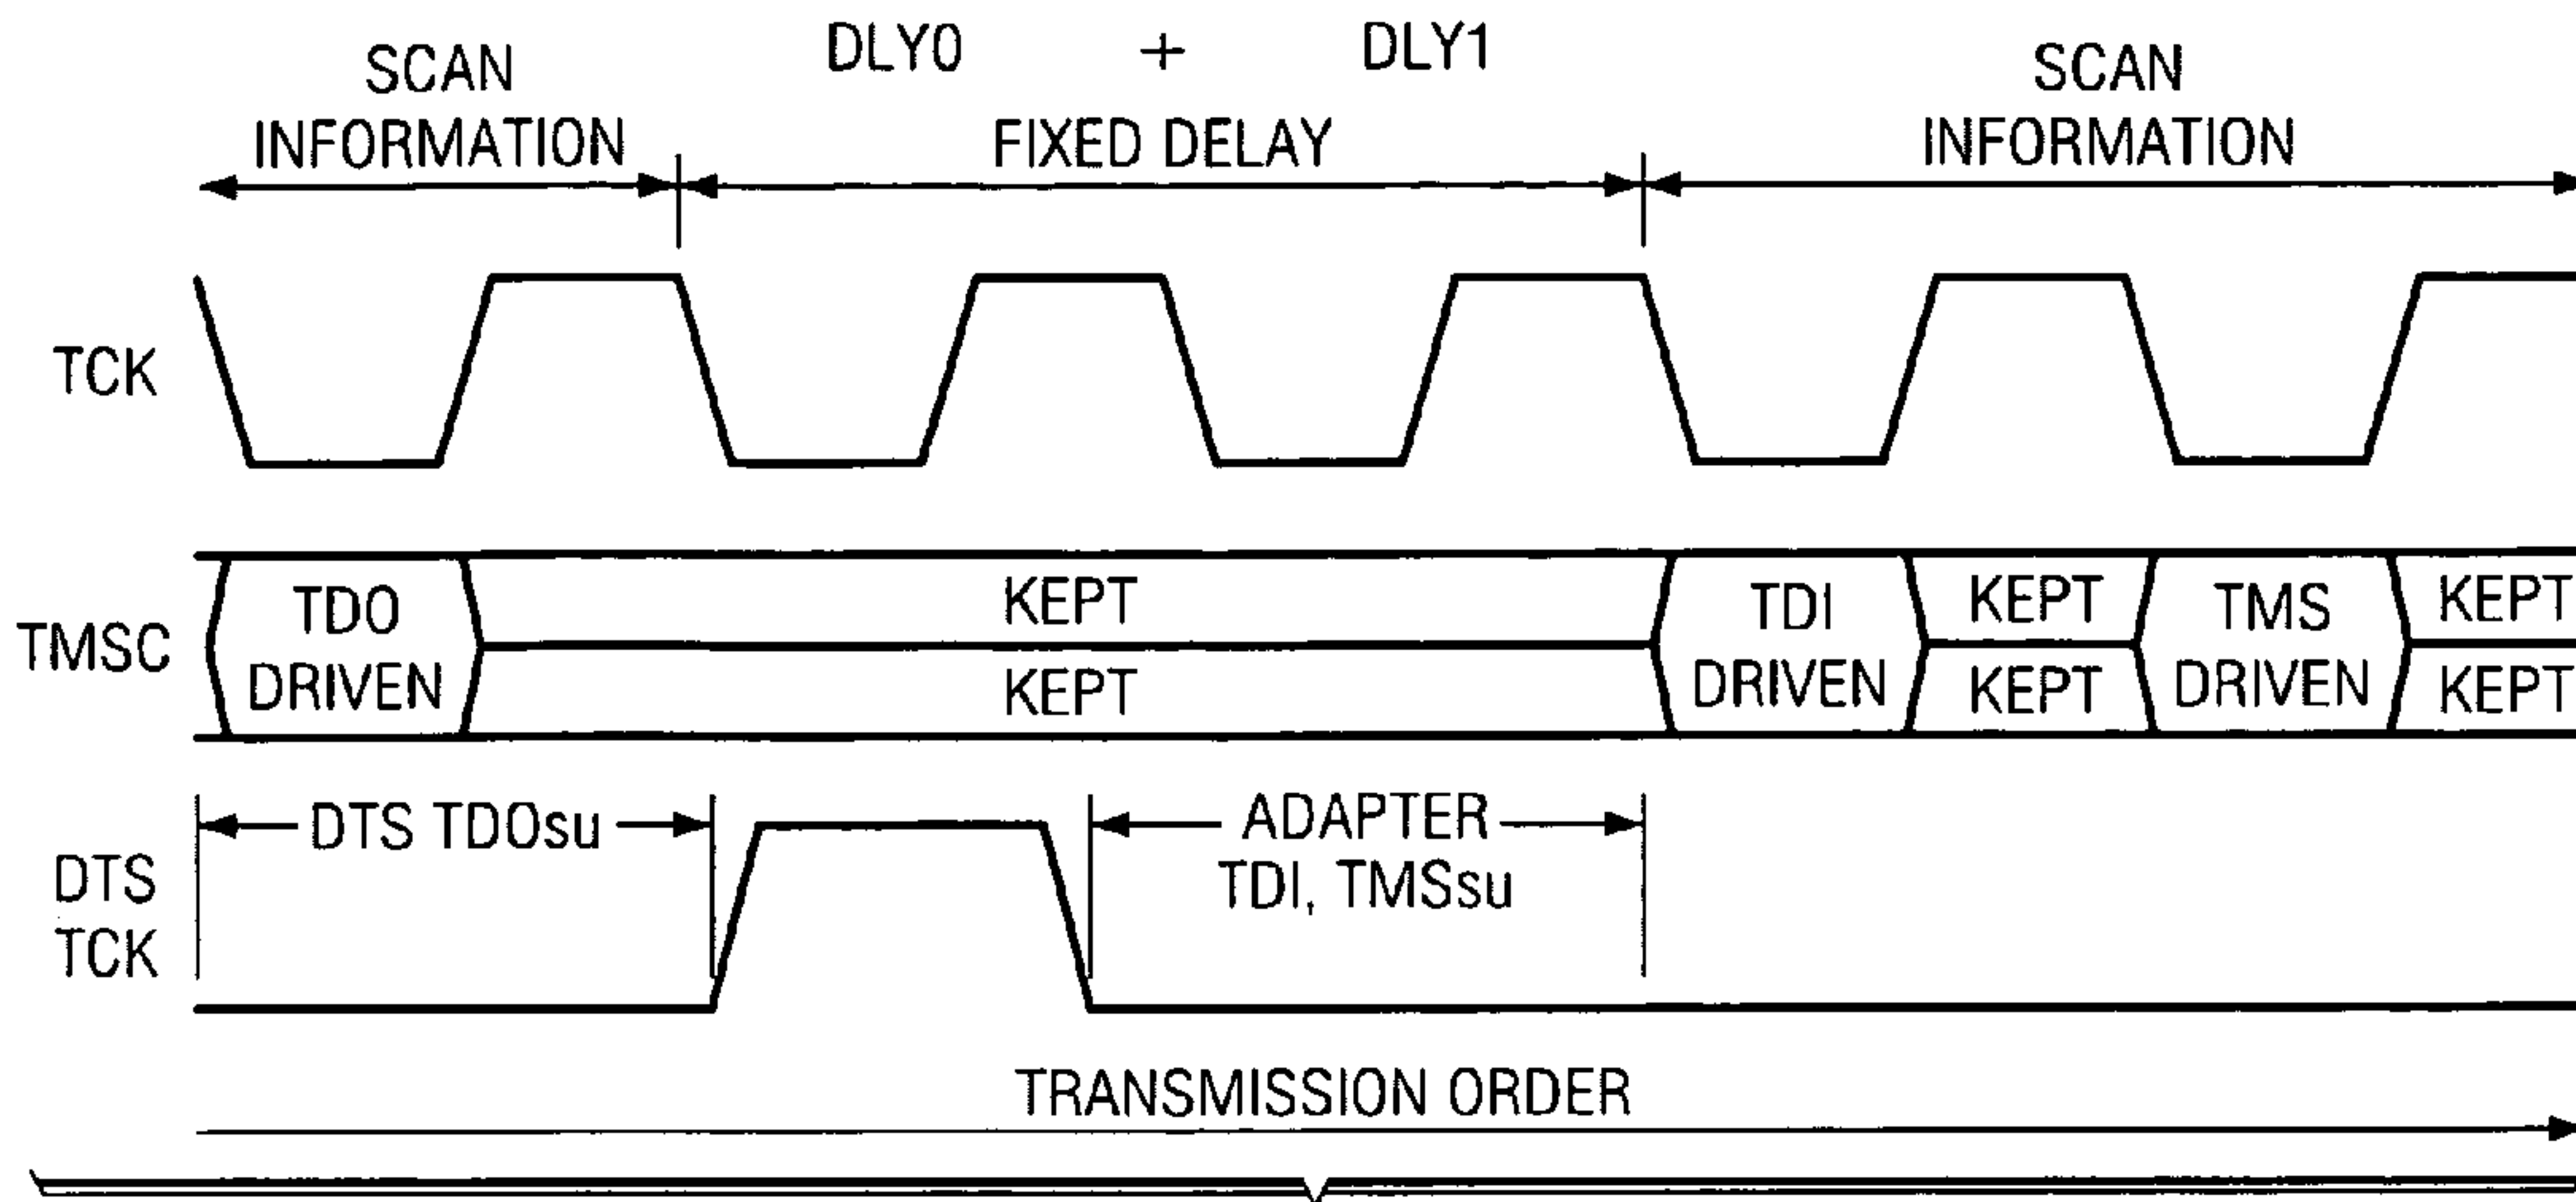 DLY0 + DLY1
SCAN
INFORMATION
FIXED DELAY
SCAN
INFORMATION
TCK
TMSC
TDO
DRIVEN
KEPT
KEPT
TDI
DRIVEN
KEPT
KEPT
TMS
DRIVEN
KEPT
KEPT
DTS
TCK
DTS TDOsu
ADAPTER
TDI, TMSsu
TRANSMISSION ORDER